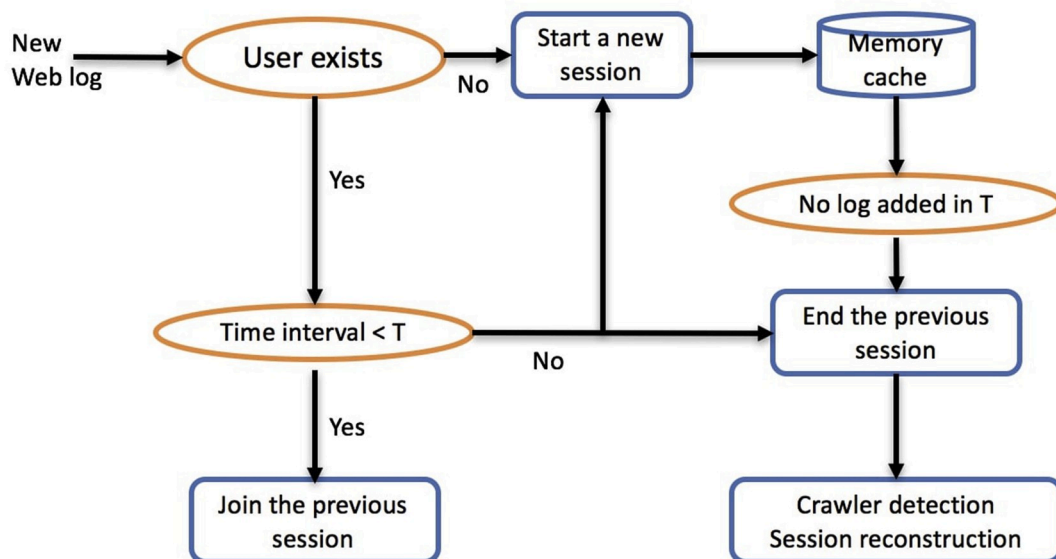 New
Web log
User exists
No
Start a new
session
Memory
cache
Yes
No log added in T
Time interval < T
No
End the previous
session
Yes
Join the previous
session
Crawler detection
Session reconstruction